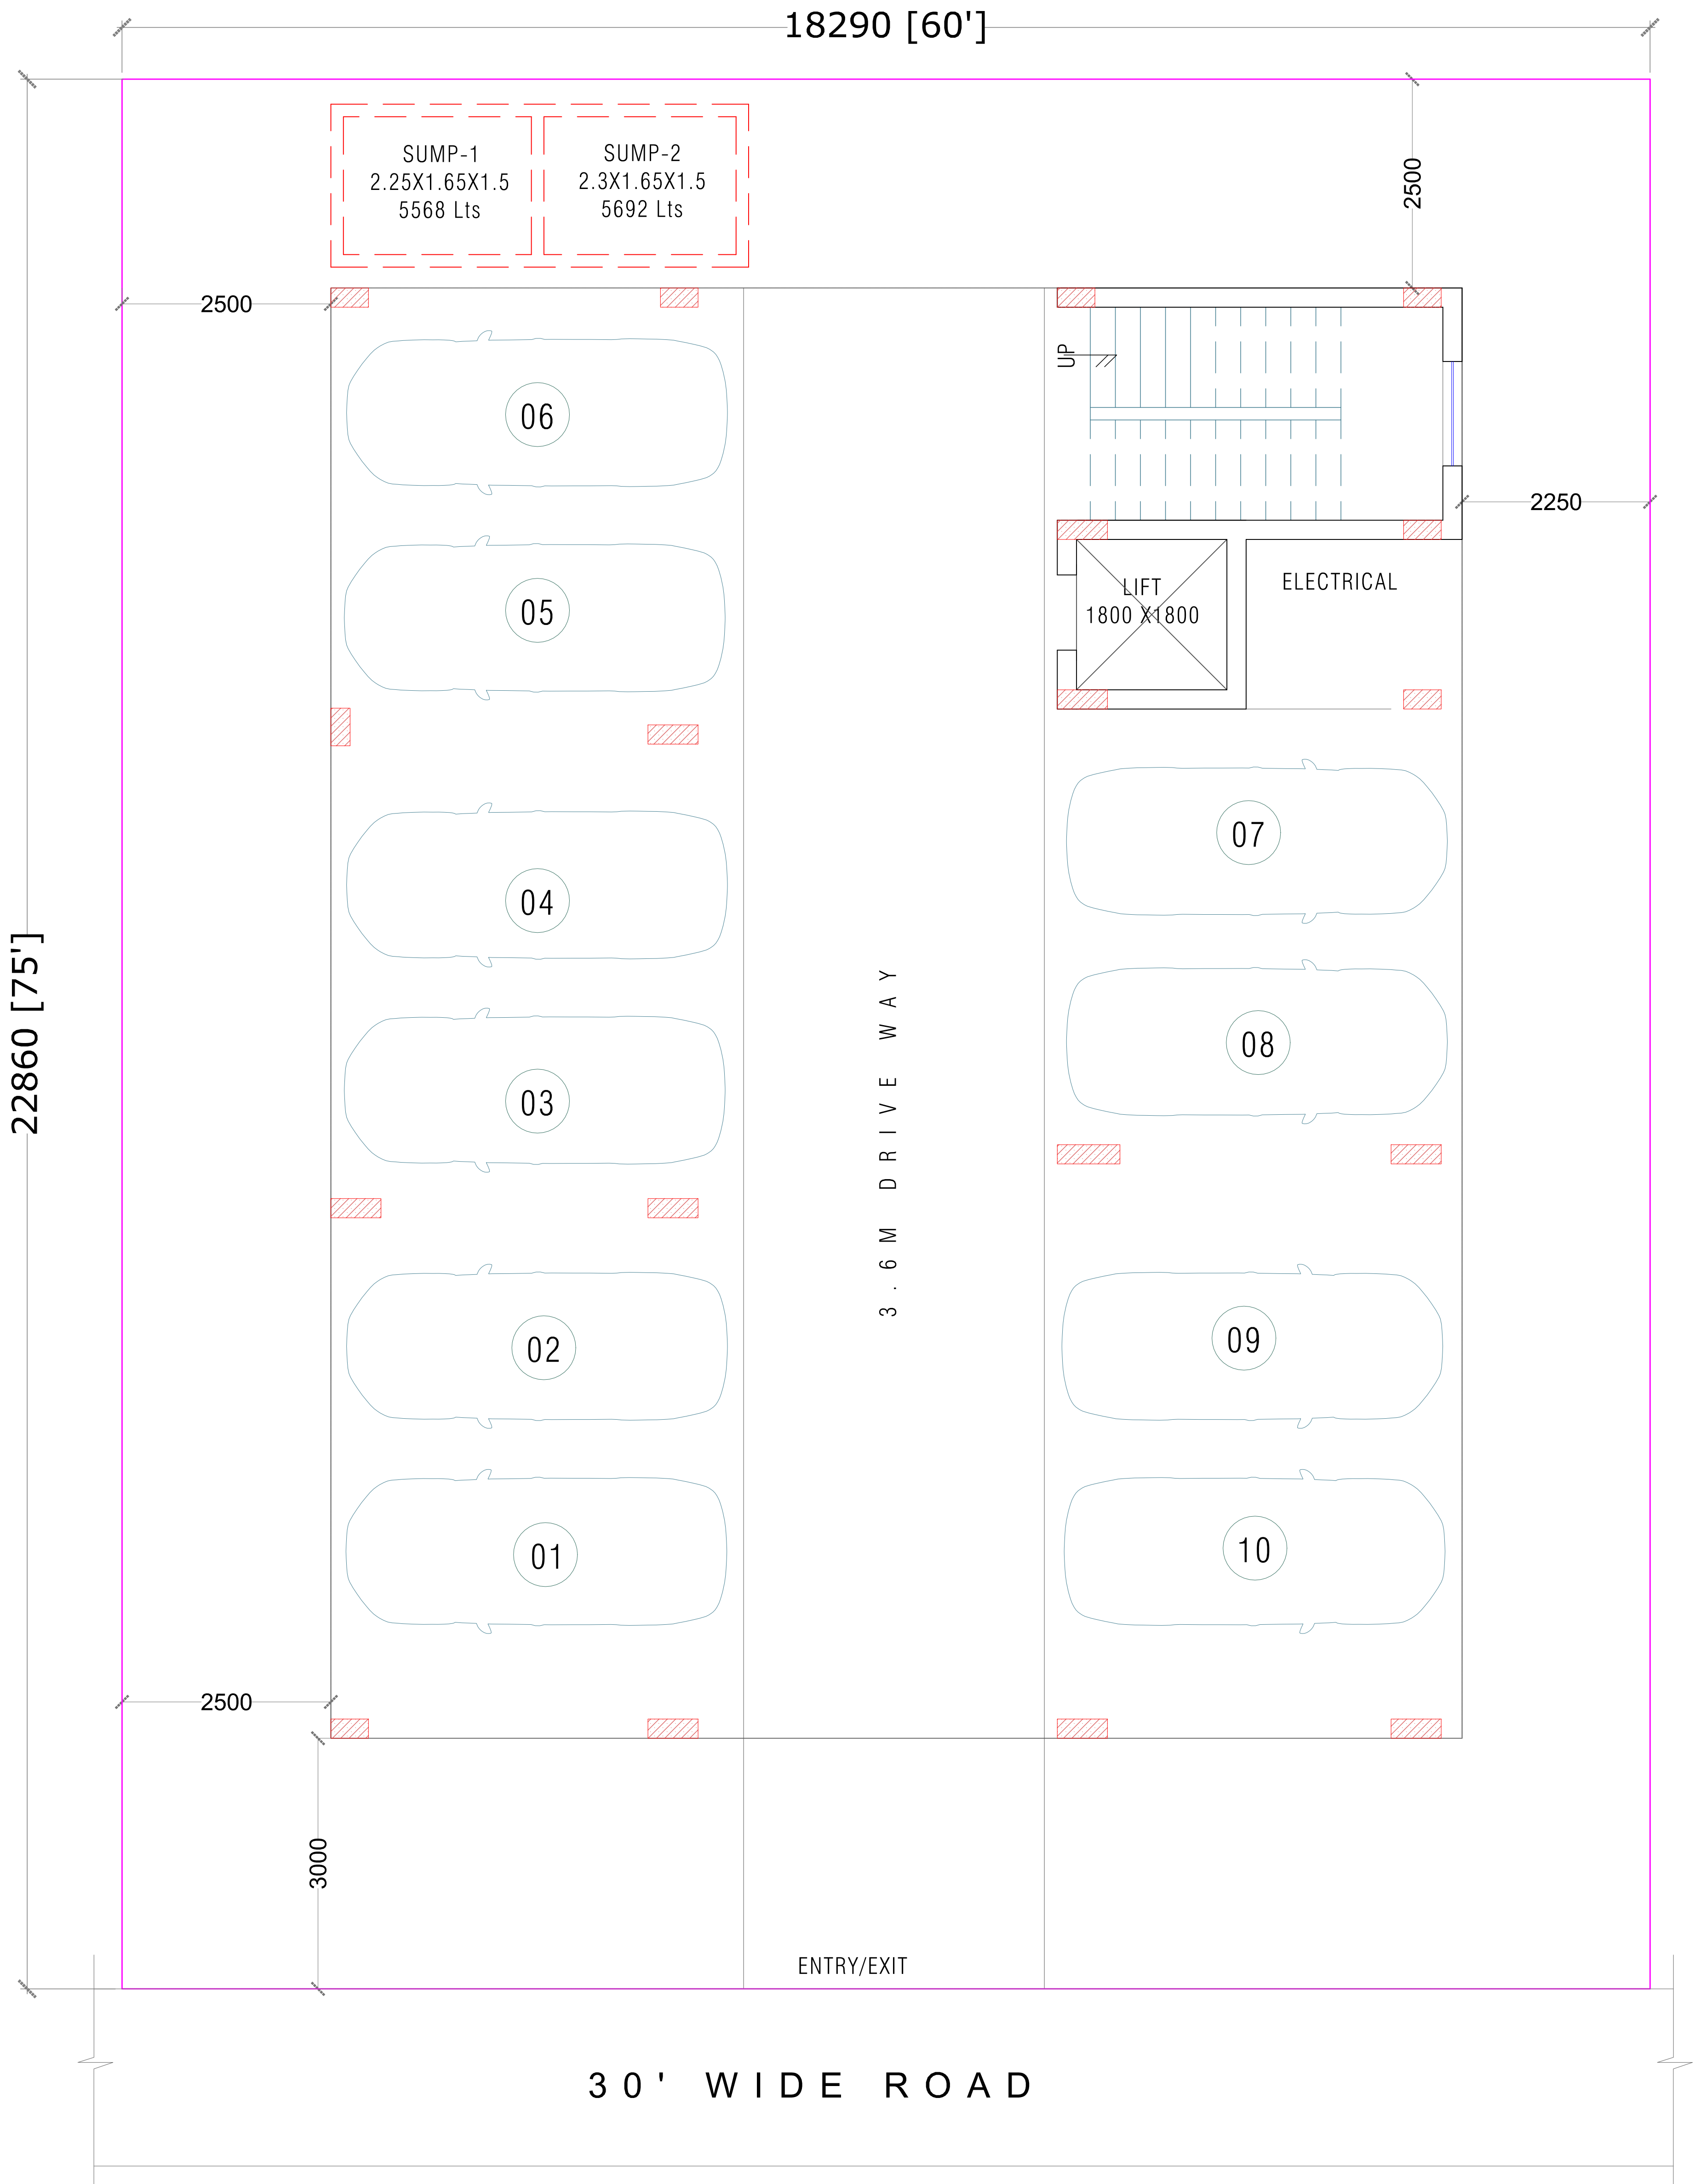 18290 [60']
SUMP-1
2.25X1.65X1.5
5568 Lts
SUMP-2
2.3X1.65X1.5
5692 Lts
2500
2500
UP
06
2250
LIFT
1800 X1800
ELECTRICAL
05
07
04
22860 [75']
3.6M DRIVE WAY
08
03
09
02
10
01
2500
3000
ENTRY/EXIT
30' WIDE ROAD